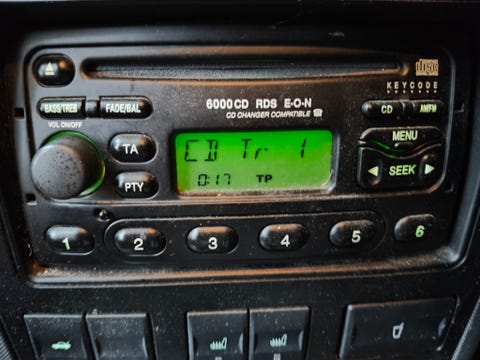 disc
KEYCODE
BASS/TREB FADE/BAL
6000CD RDS E-O-N
CD CHANGER COMPATIBLE
CD AM/FM
VOL ON/OFF
TA
CD Tr 1
MENU
PTY
0:17 TP
SEEK
1 2 3 4 5 6